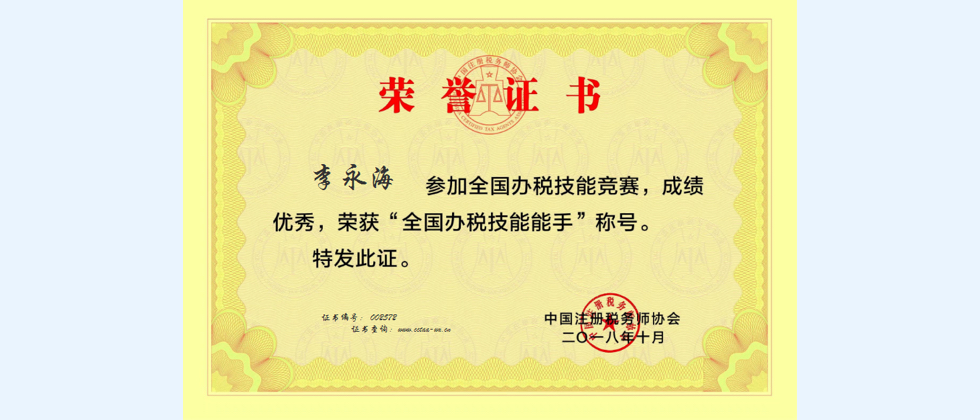 荣誉证书
李永海 参加全国办税技能竞赛，成绩
优秀，荣获“全国办税技能能手”称号。
特发此证。
证书编号：002572
证书查询：www.cctaa-wa.cn
中国注册税务师协会
二〇一八年十月